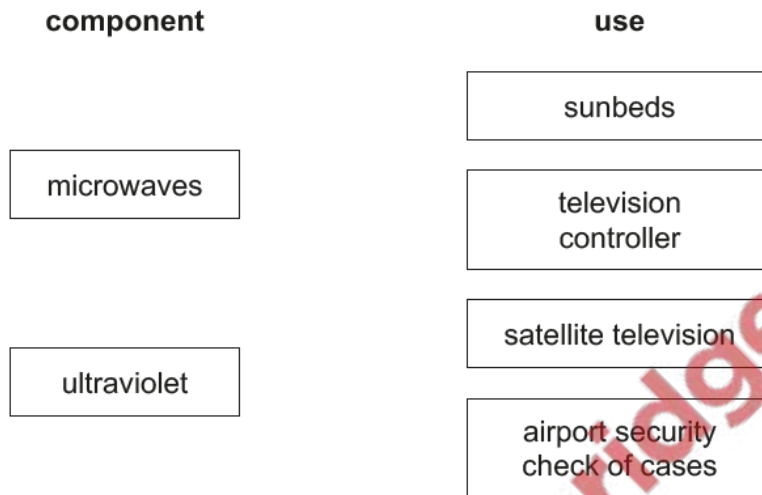 component
use
sunbeds
microwaves
television
controller
satellite television
ultraviolet
airport security
check of cases